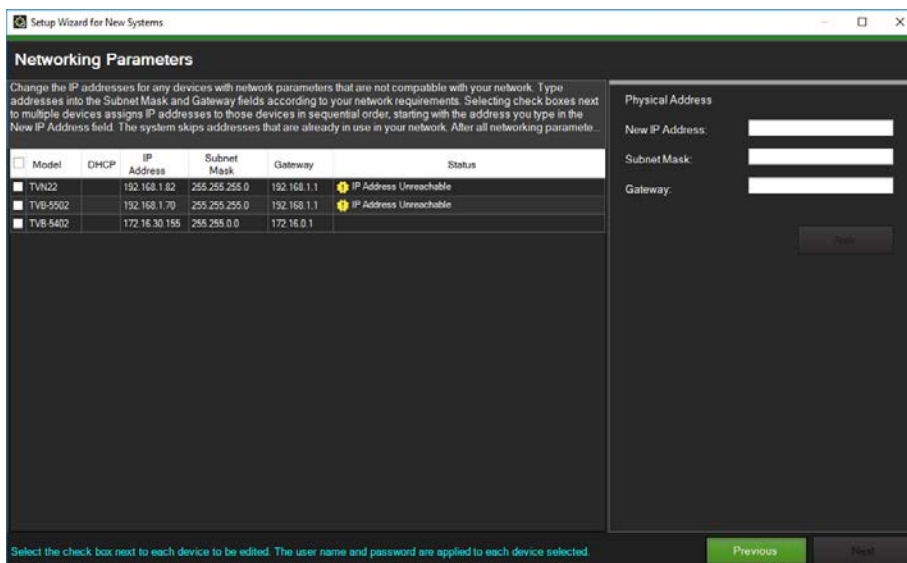 Setup Wizard for New Systems
Networking Parameters
Change the IP addresses for any devices with network parameters that are not compatible with your network. Type
addresses into the Subnet Mask and Gateway fields according to your network requirements. Selecting check boxes next
to multiple devices assigns IP addresses to those devices in sequential order, starting with the address you type in the
New IP Address field. The system skips addresses that are already in use in your network. After all networking paramete...
Model DHCP IP Address Subnet Mask Gateway Status
TVN22 192.168.1.82 255.255.255.0 192.168.1.1 IP Address Unreachable
TVB-5502 192.168.1.70 255.255.255.0 192.168.1.1 IP Address Unreachable
TVB-5402 172.16.30.155 255.255.0.0 172.16.0.1
Physical Address
New IP Address:
Subnet Mask:
Gateway:
Select the check box next to each device to be edited. The user name and password are applied to each device selected.
Previous
Next